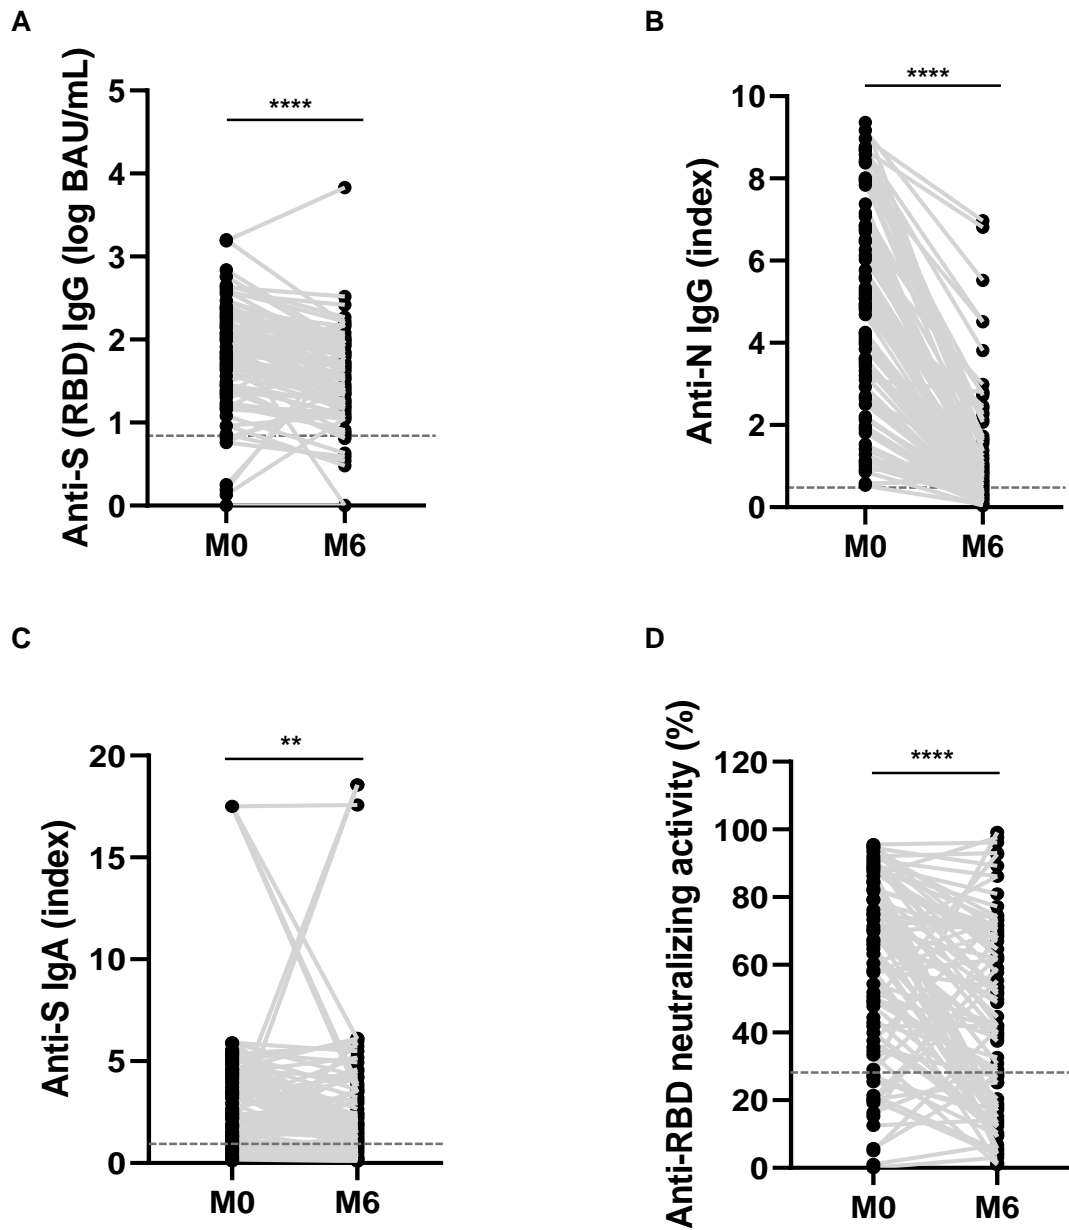 A
Anti-S (RBD) IgG (log BAU/mL)
5
4
3
2
1
0
****
M0
M6
B
Anti-N IgG (index)
10
8
6
4
2
0
****
M0
M6
C
Anti-S IgA (index)
20
15
10
5
0
**
M0
M6
D
Anti-RBD neutralizing activity (%)
120
100
80
60
40
20
0
****
M0
M6